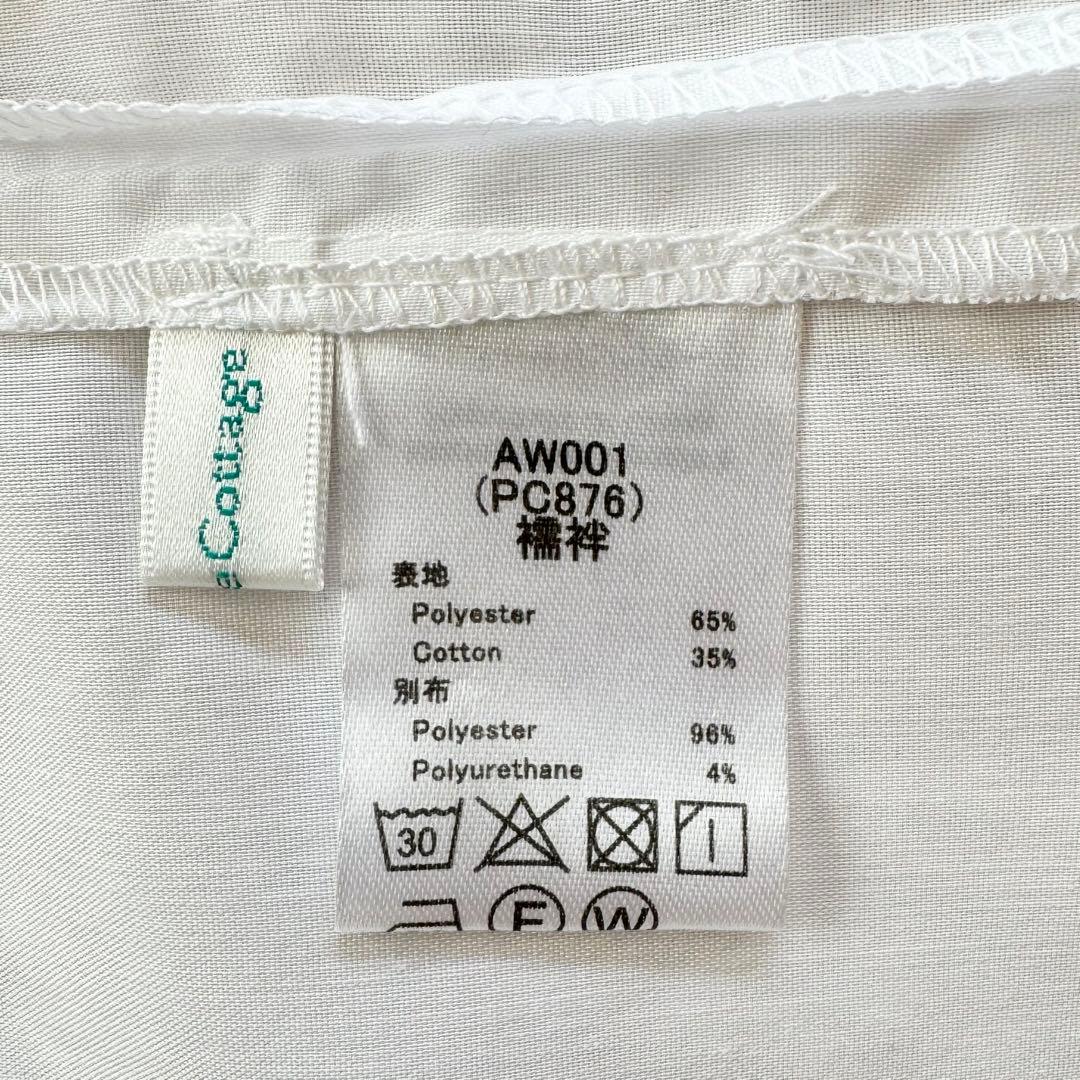 Cottage
AW001
(PC876)
襦袢
表地
Polyester 65%
Cotton 35%
別布
Polyester 96%
Polyurethane 4%
30
F W